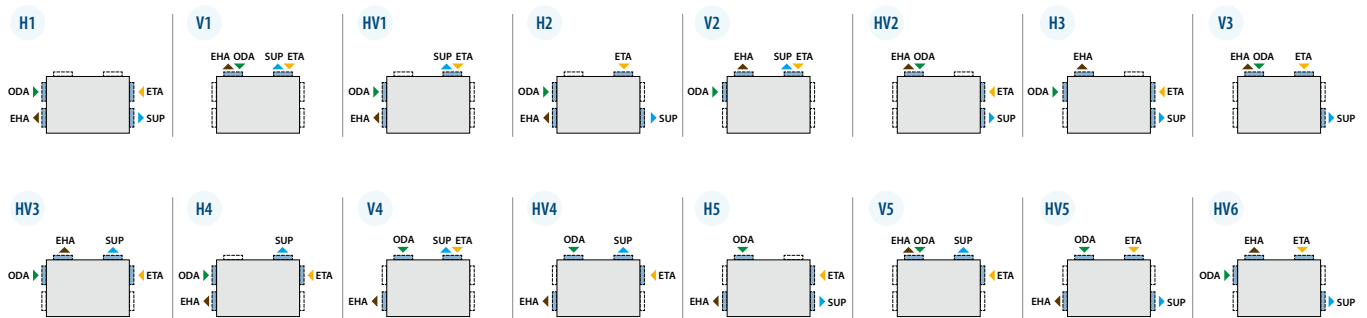 H1 V1 HV1 H2 V2 HV2 H3 V3
EHA ODA SUP ETA SUP ETA ETA EHA SUP ETA EHA ODA EHA EHA ODA ETA
ODA ETA ODA ODA ODA ETA ODA ETA
EHA SUP EHA EHA SUP SUP SUP SUP
HV3 H4 V4 HV4 H5 V5 HV5 HV6
EHA SUP SUP ODA SUP ETA ODA SUP ODA EHA ODA SUP ODA ETA EHA ETA
ODA ETA ODA ETA ETA ETA ETA ODA
EHA EHA EHA EHA SUP EHA SUP SUP